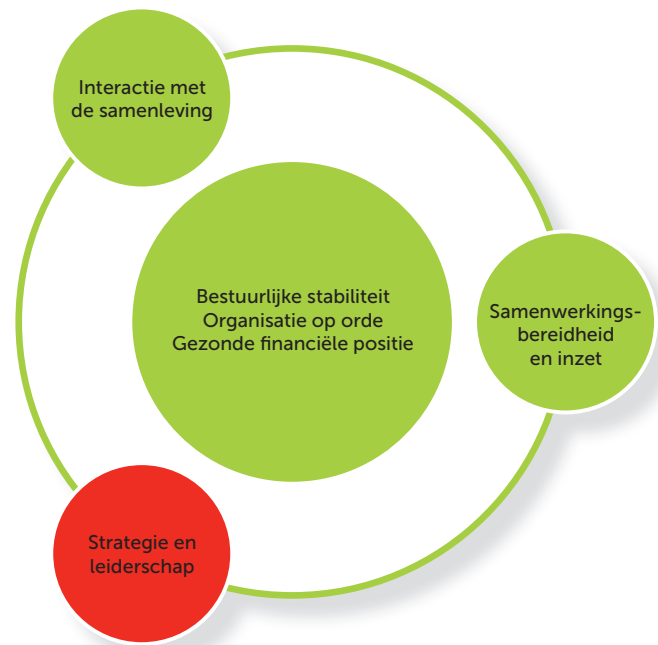 Interactie met
de samenleving
Bestuurlijke stabiliteit
Organisatie op orde
Gezonde financiële positie
Samenwerkings-
bereidheid
en inzet
Strategie en
leiderschap